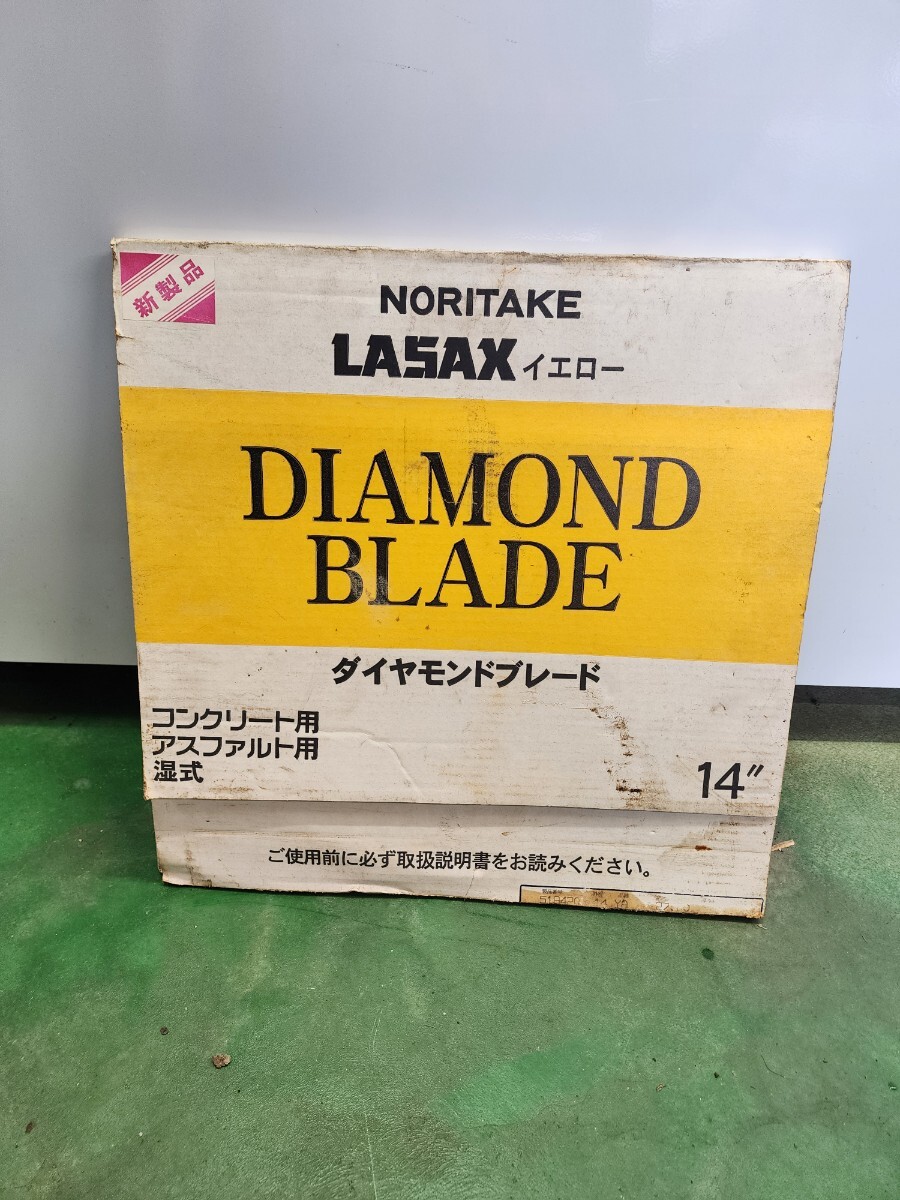 新製品
NORITAKE
LASAX イエロー
DIAMOND
BLADE
ダイヤモンドブレード
コンクリート用
アスファルト用
湿式
14″
ご使用前に必ず取扱説明書をお読みください。